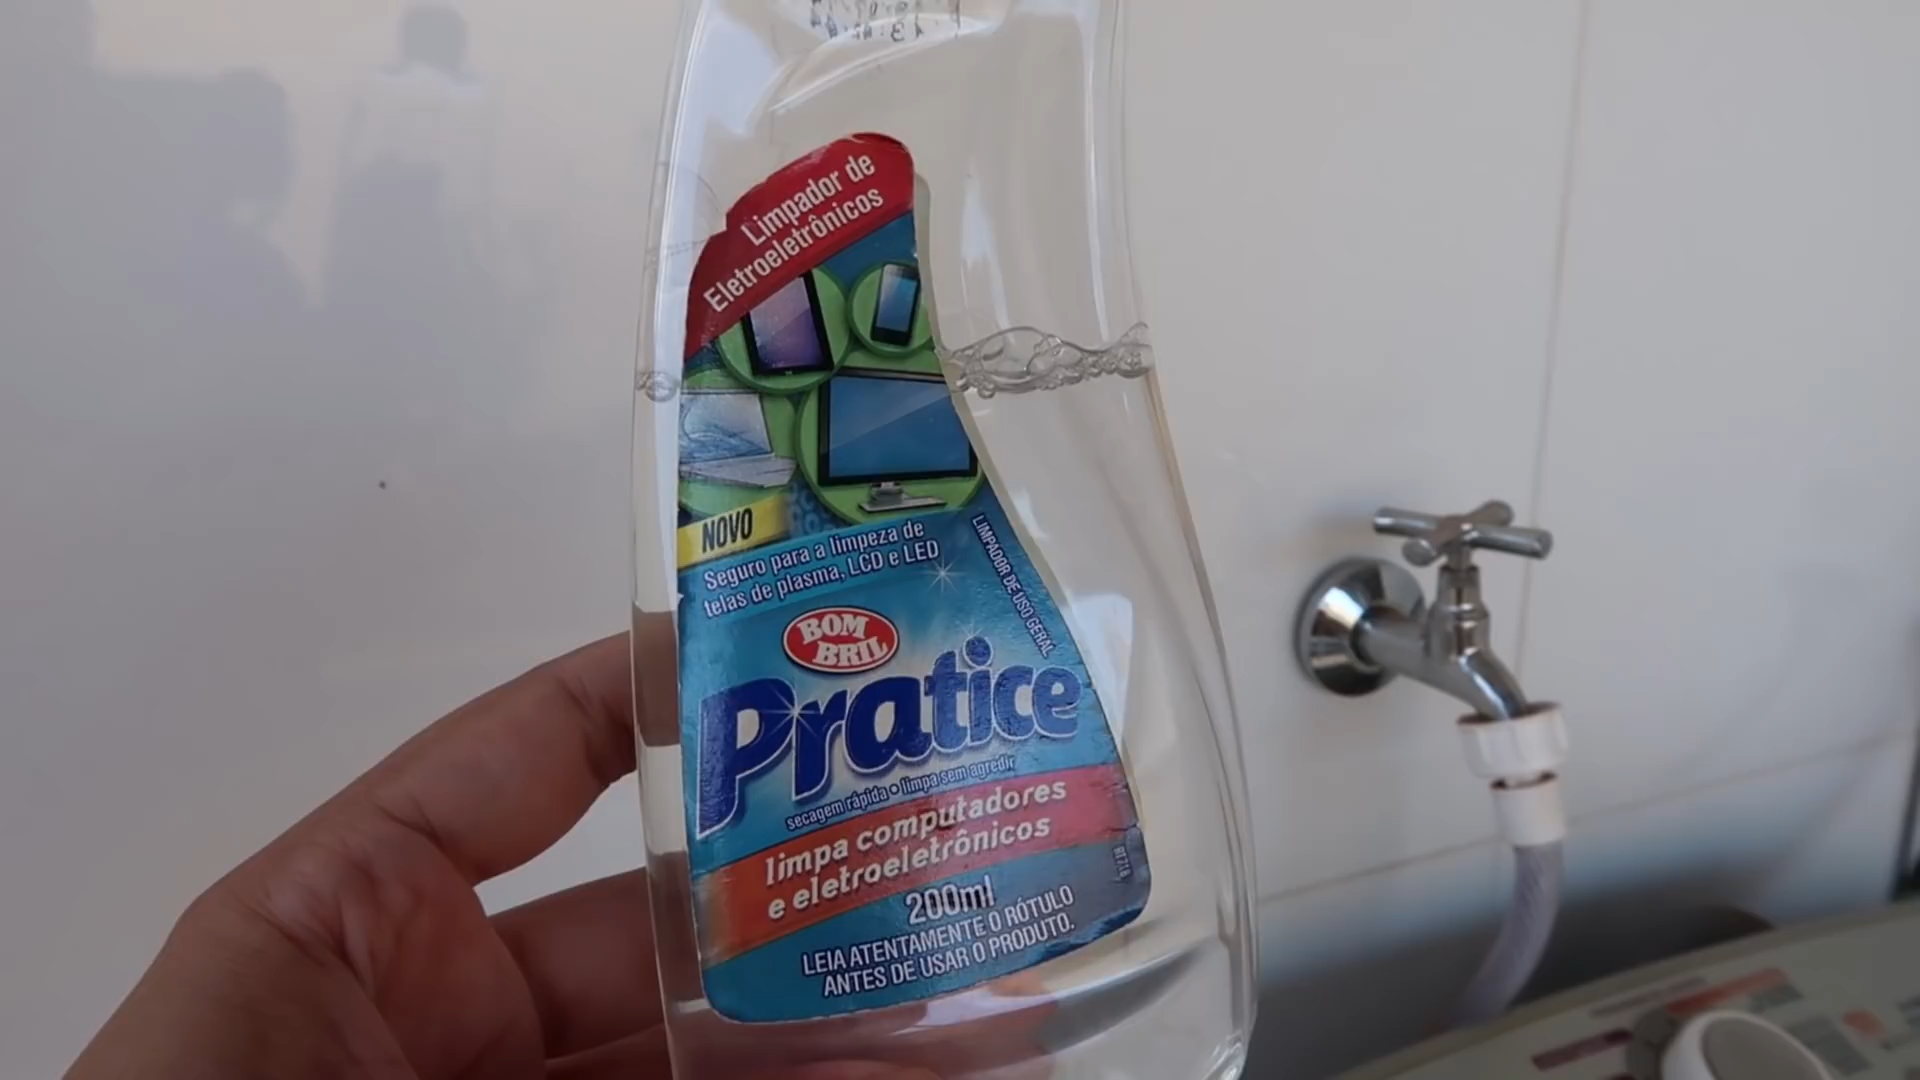 Limpador de
Eletroeletrônicos
NOVO
Seguro para a limpeza de
telas de plasma, LCD e LED
LIMPADOR DE USO GERAL
BOM
BRIL
Pratice
secagem rápida • limpa sem agredir
limpa computadores
e eletroeletrônicos
200ml
LEIA ATENTAMENTE O RÓTULO
ANTES DE USAR O PRODUTO.